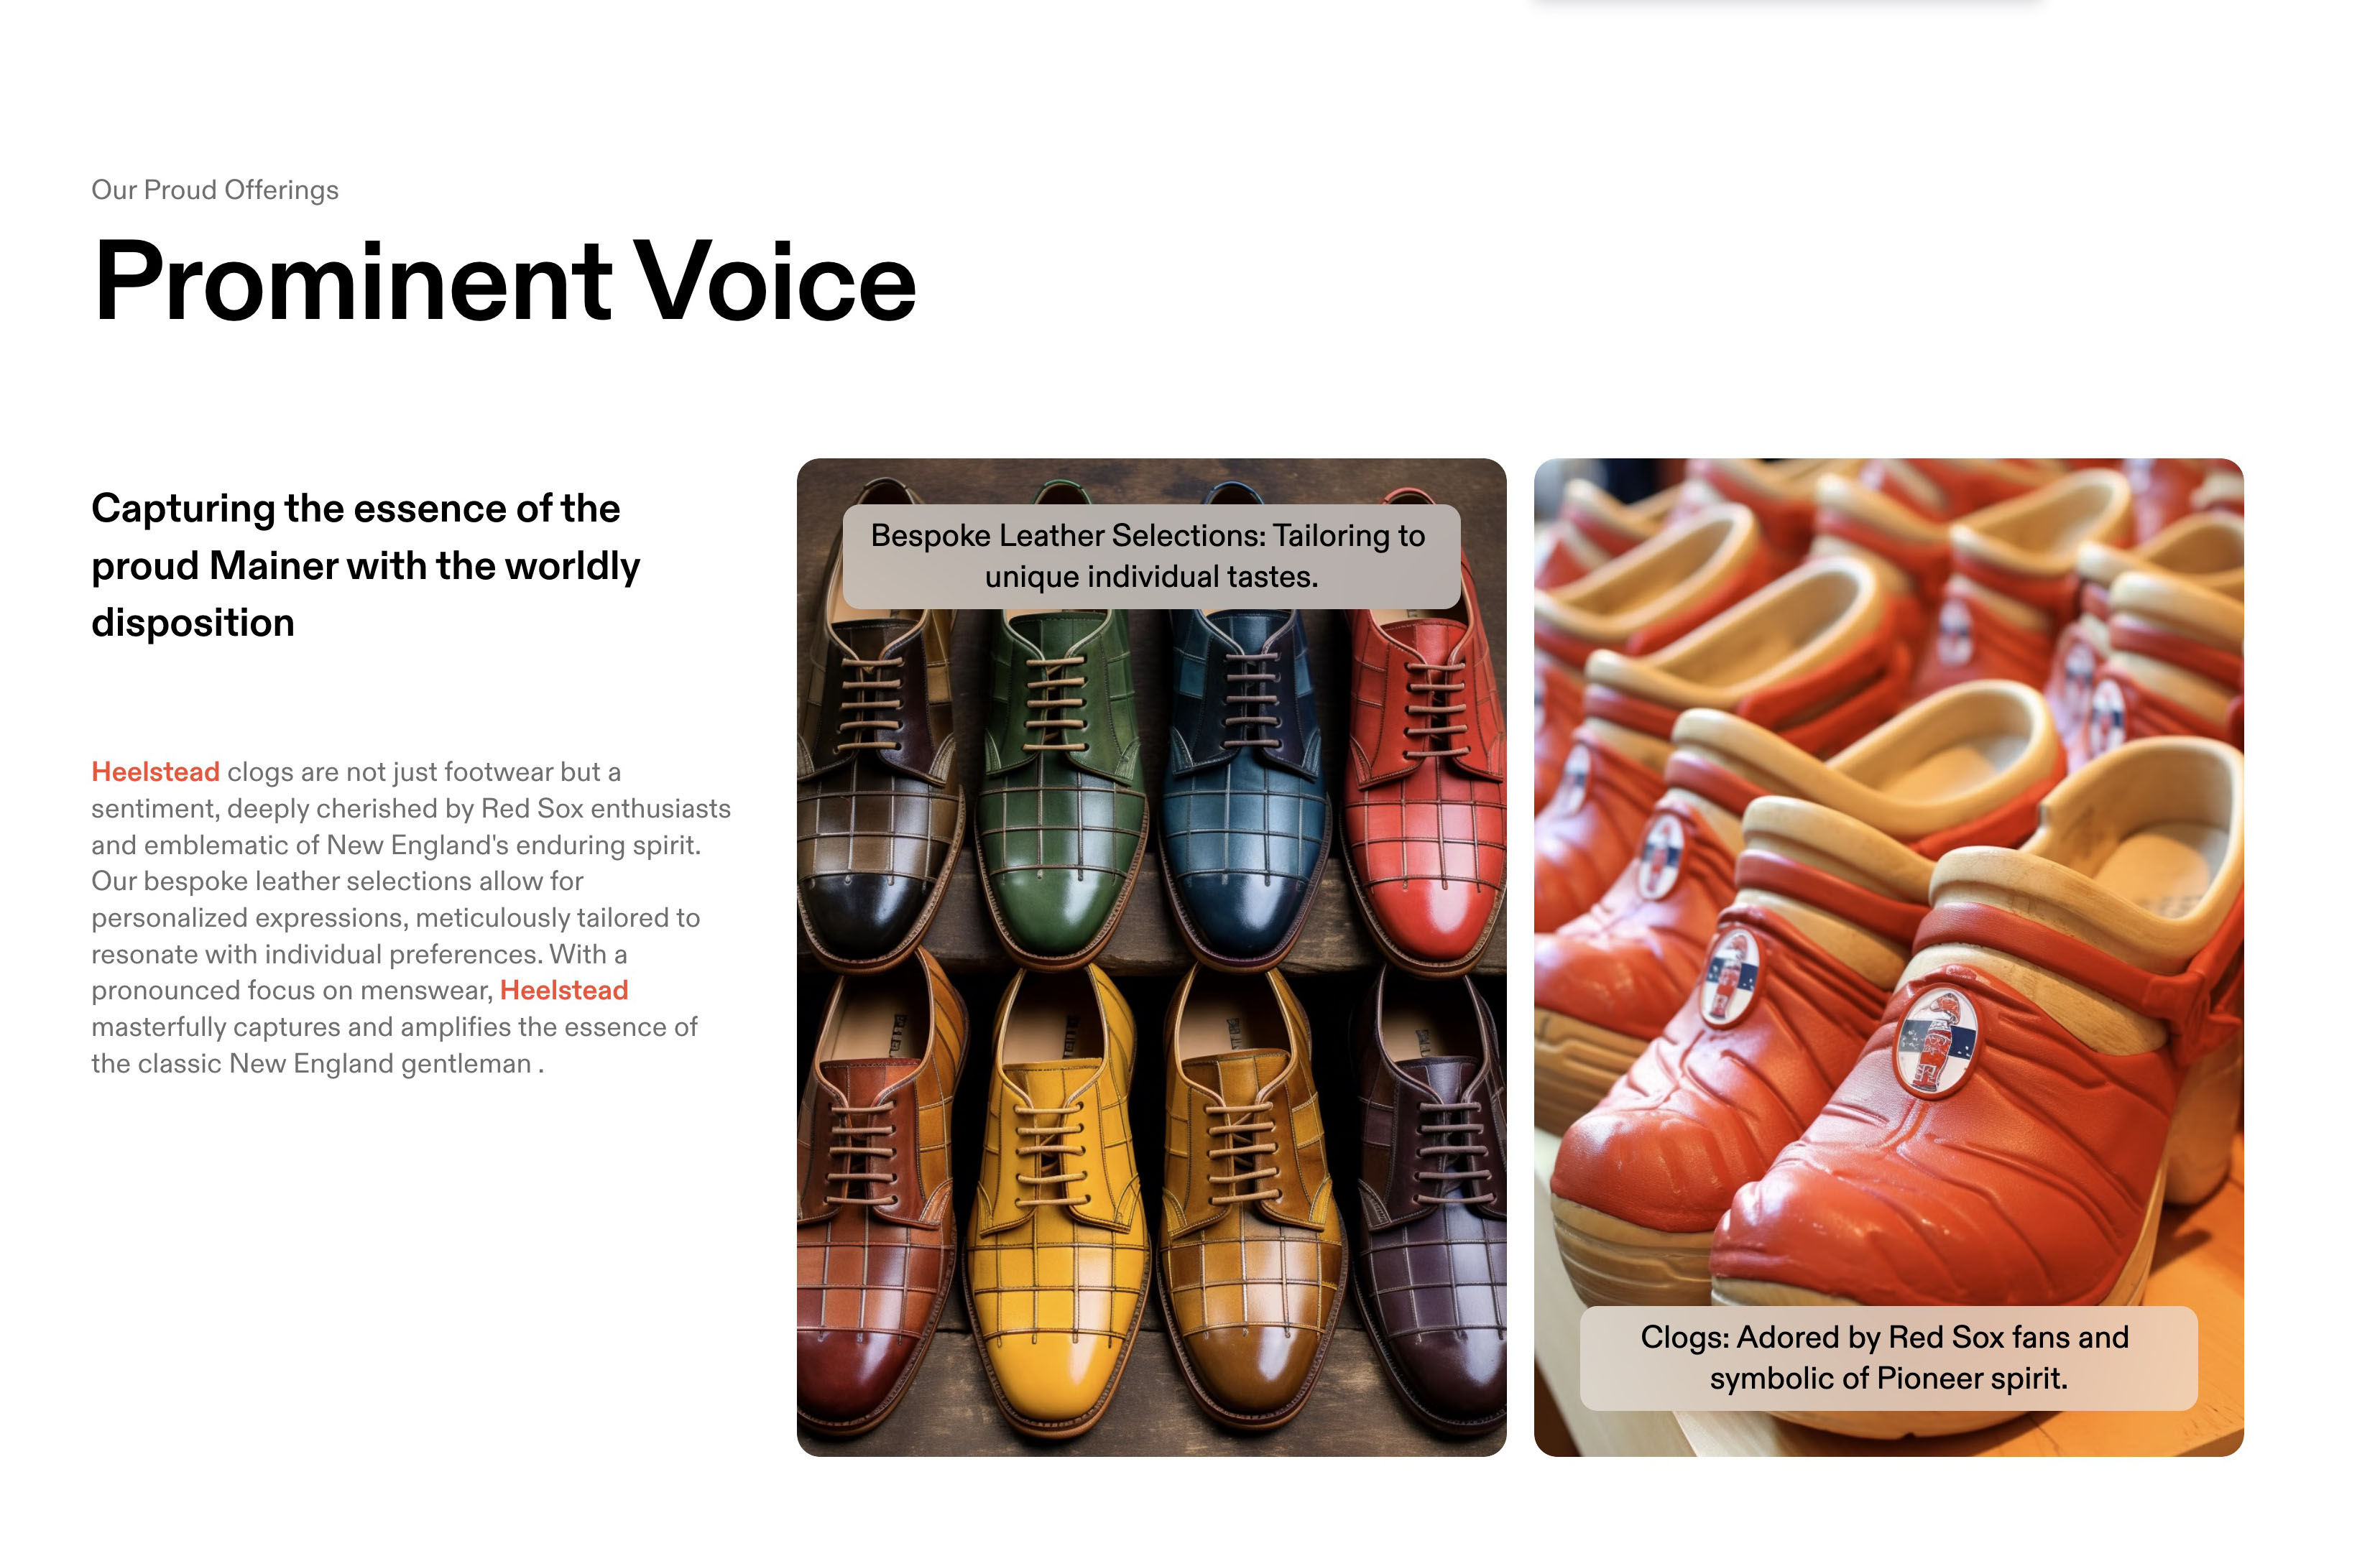 Our Proud Offerings
Prominent Voice
Capturing the essence of the
proud Mainer with the worldly
disposition
Heelstead clogs are not just footwear but a
sentiment, deeply cherished by Red Sox enthusiasts
and emblematic of New England's enduring spirit.
Our bespoke leather selections allow for
personalized expressions, meticulously tailored to
resonate with individual preferences. With a
pronounced focus on menswear, Heelstead
masterfully captures and amplifies the essence of
the classic New England gentleman .
Bespoke Leather Selections: Tailoring to
unique individual tastes.
Clogs: Adored by Red Sox fans and
symbolic of Pioneer spirit.